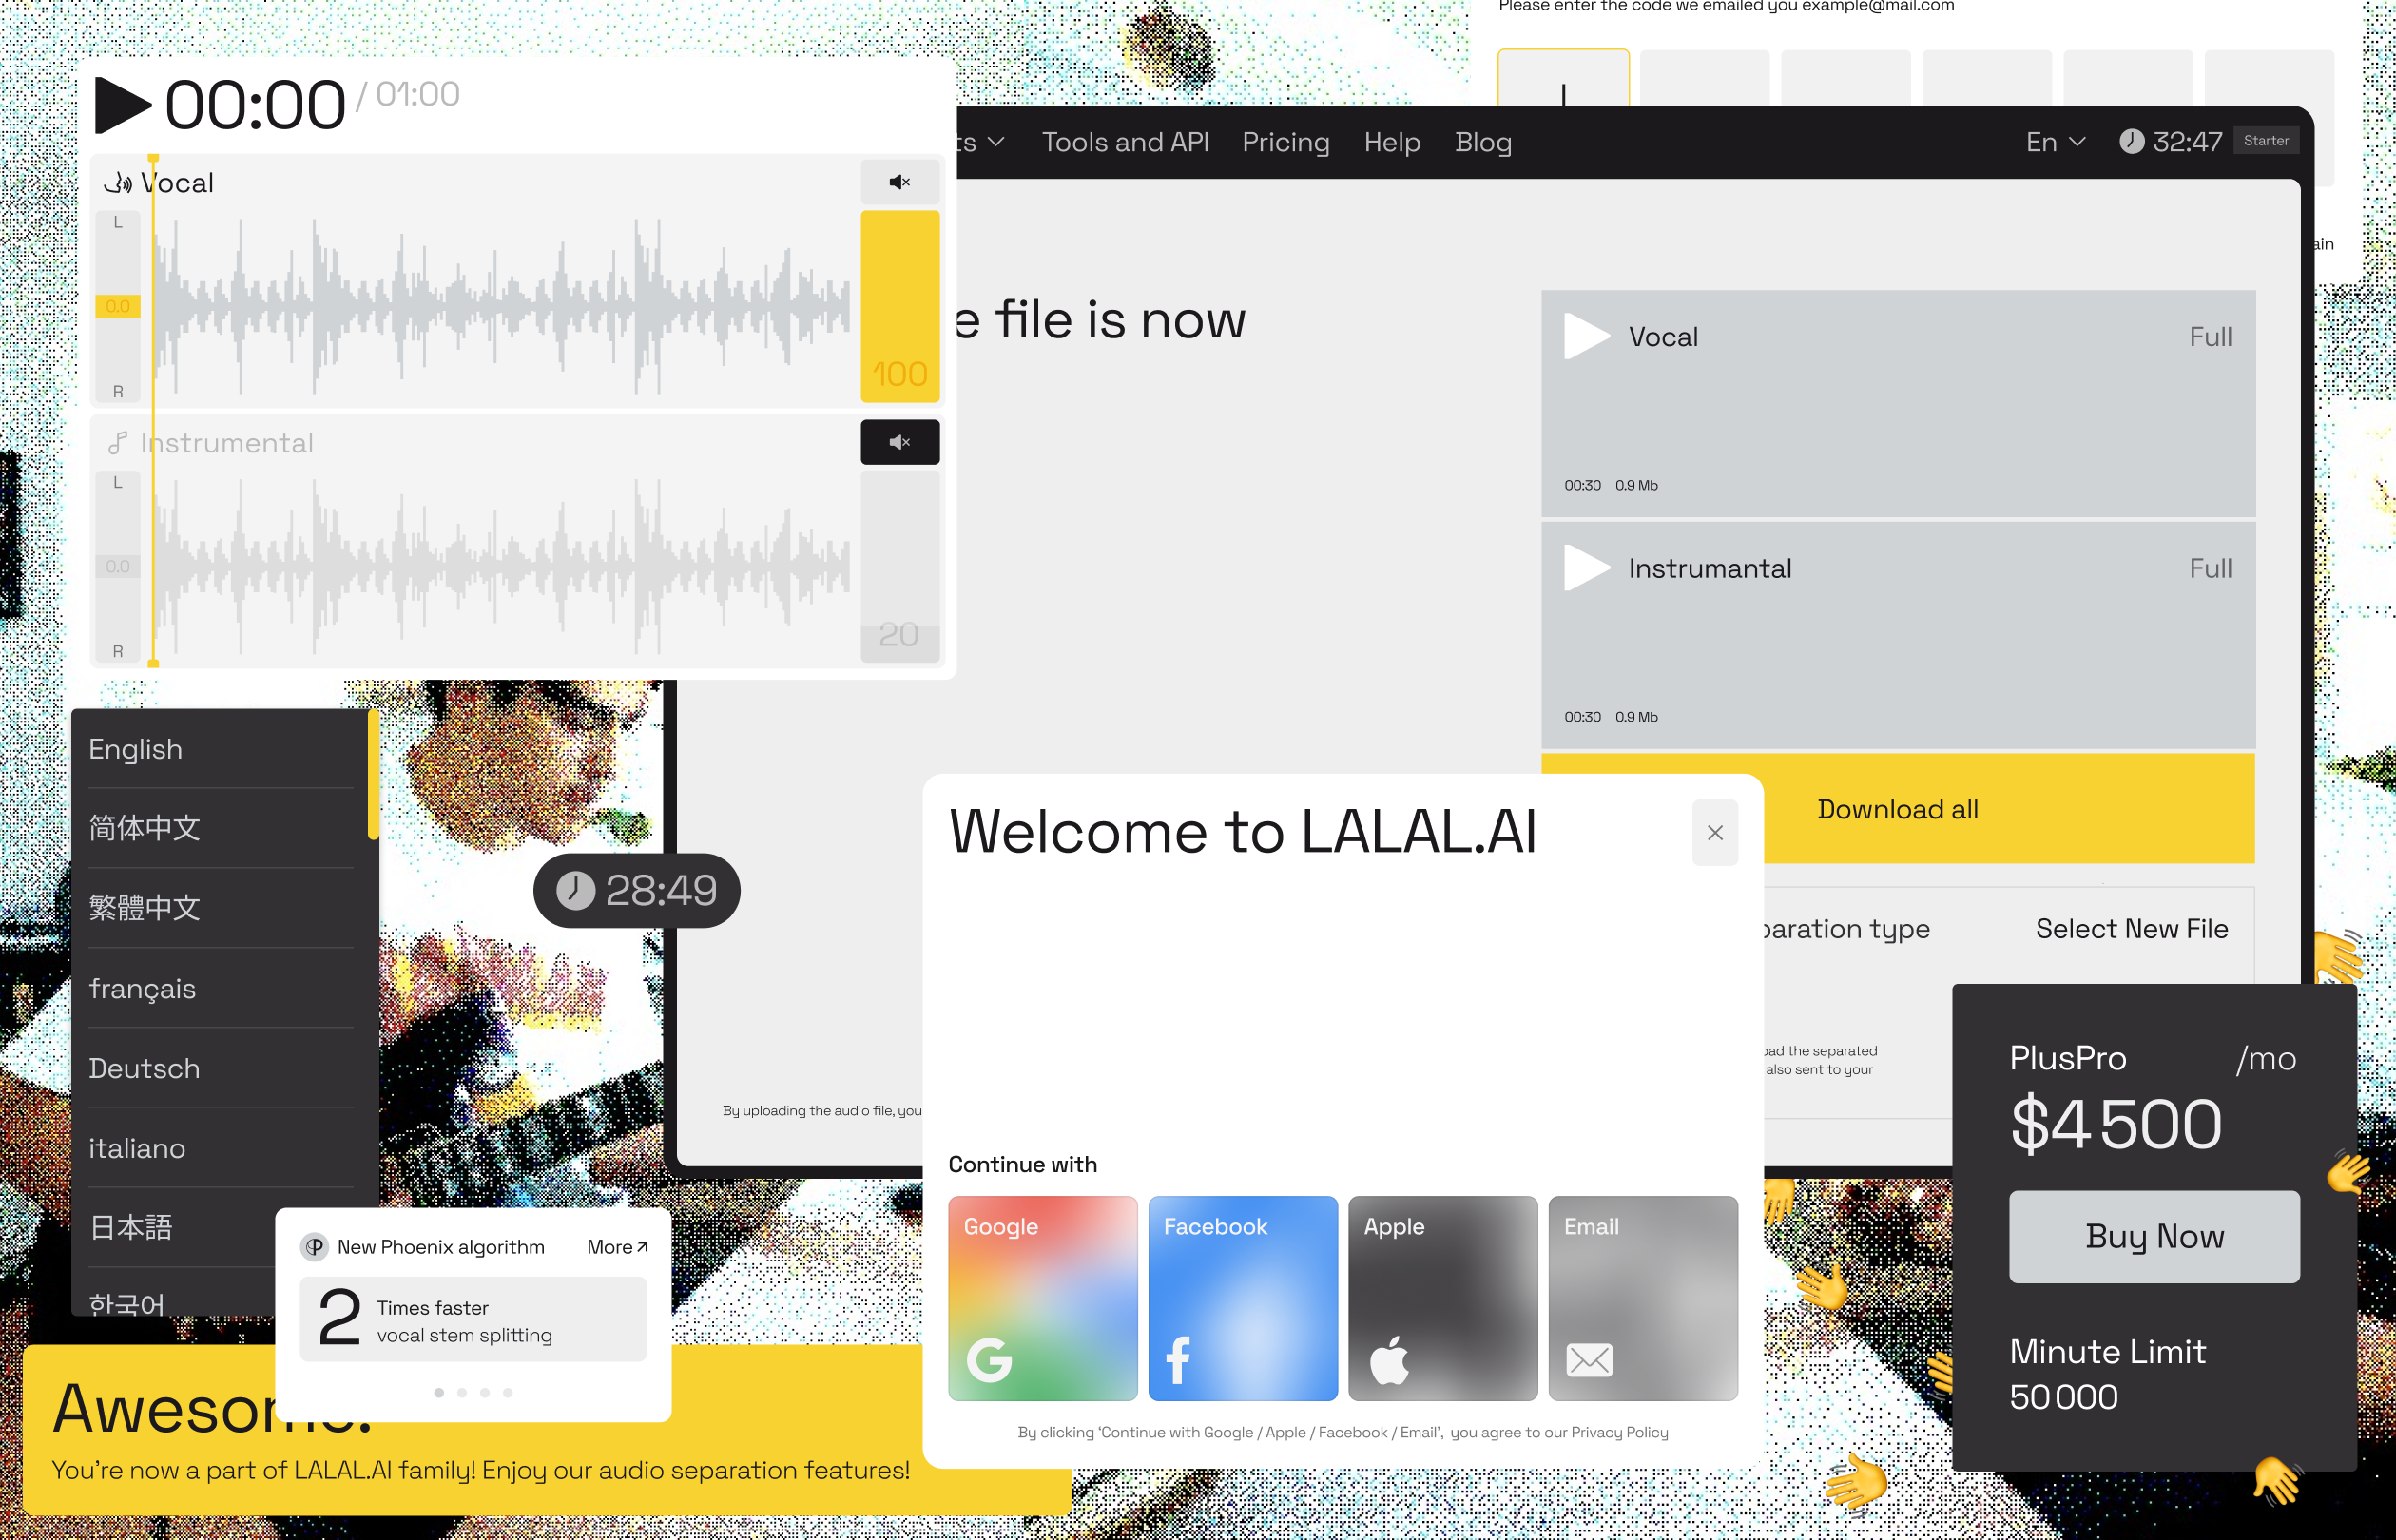 Please enter the code we emailed you example@mail.com
00:00 / 01:00
Vocal
L
0.0
R
100
Instrumental
L
0.0
R
20
Tools and API Pricing Help Blog
En 32:47 Starter
file is now
Vocal Full
00:30 0.9 Mb
Instrumantal Full
00:30 0.9 Mb
Download all
type Select New File
the separated
also sent to your
By uploading the audio file, you
English
简体中文
繁體中文
français
Deutsch
italiano
日本語
한국어
28:49
Welcome to LALAL.AI
Continue with
Google
Facebook
Apple
Email
By clicking ‘Continue with Google / Apple / Facebook / Email’, you agree to our Privacy Policy
New Phoenix algorithm More
2 Times faster
vocal stem splitting
Awesome!
You’re now a part of LALAL.AI family! Enjoy our audio separation features!
PlusPro /mo
$4 500
Buy Now
Minute Limit
50 000